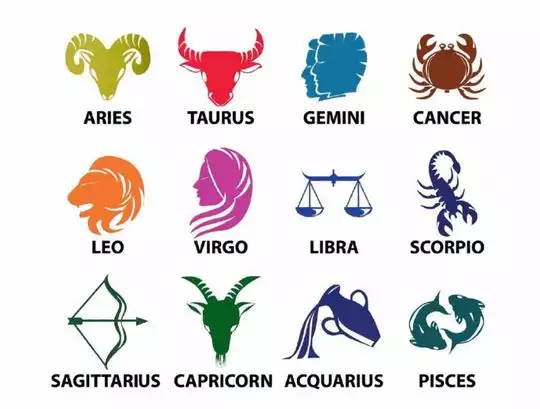 ARIES TAURUS GEMINI CANCER
LEO VIRGO LIBRA SCORPIO
SAGITTARIUS CAPRICORN ACQUARIUS PISCES